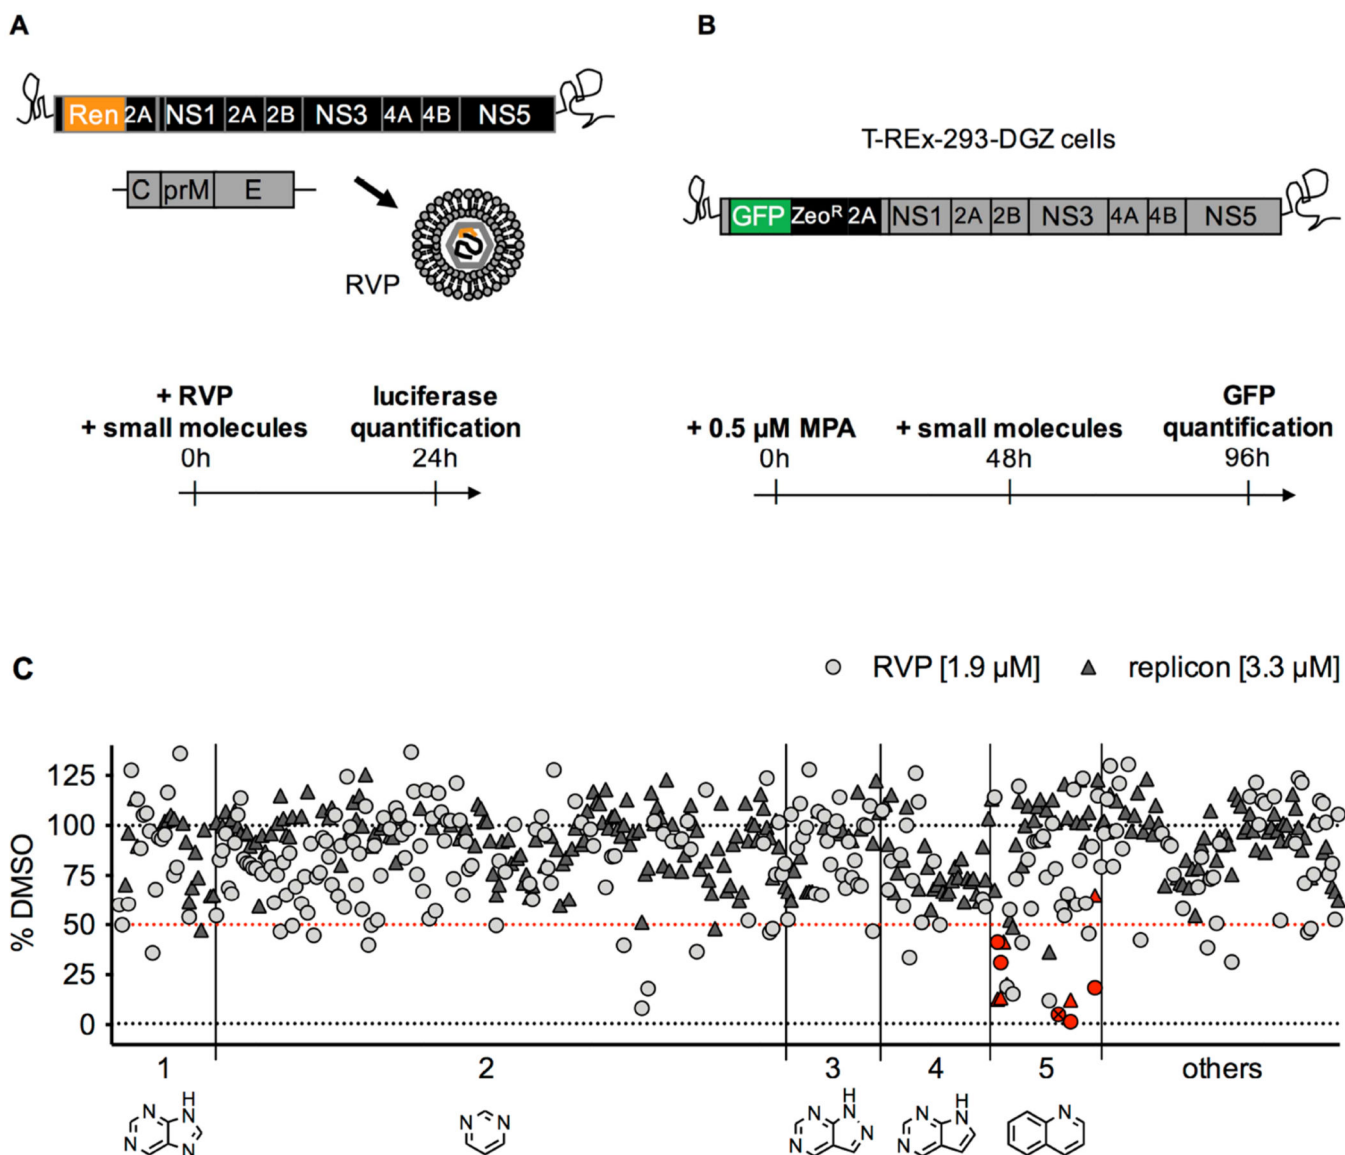 A
Ren 2A NS1 2A 2B NS3 4A 4B NS5
C prM E
RVP
+ RVP
+ small molecules
0h
luciferase
quantification
24h
B
T-REx-293-DGZ cells
GFP Zeo^R 2A NS1 2A 2B NS3 4A 4B NS5
+ 0.5 µM MPA
0h
+ small molecules
48h
GFP
quantification
96h
C
RVP [1.9 µM] replicon [3.3 µM]
% DMSO
125
100
75
50
25
0
1 2 3 4 5 others
N H N N N
N N
N H N N N
N H N N
N